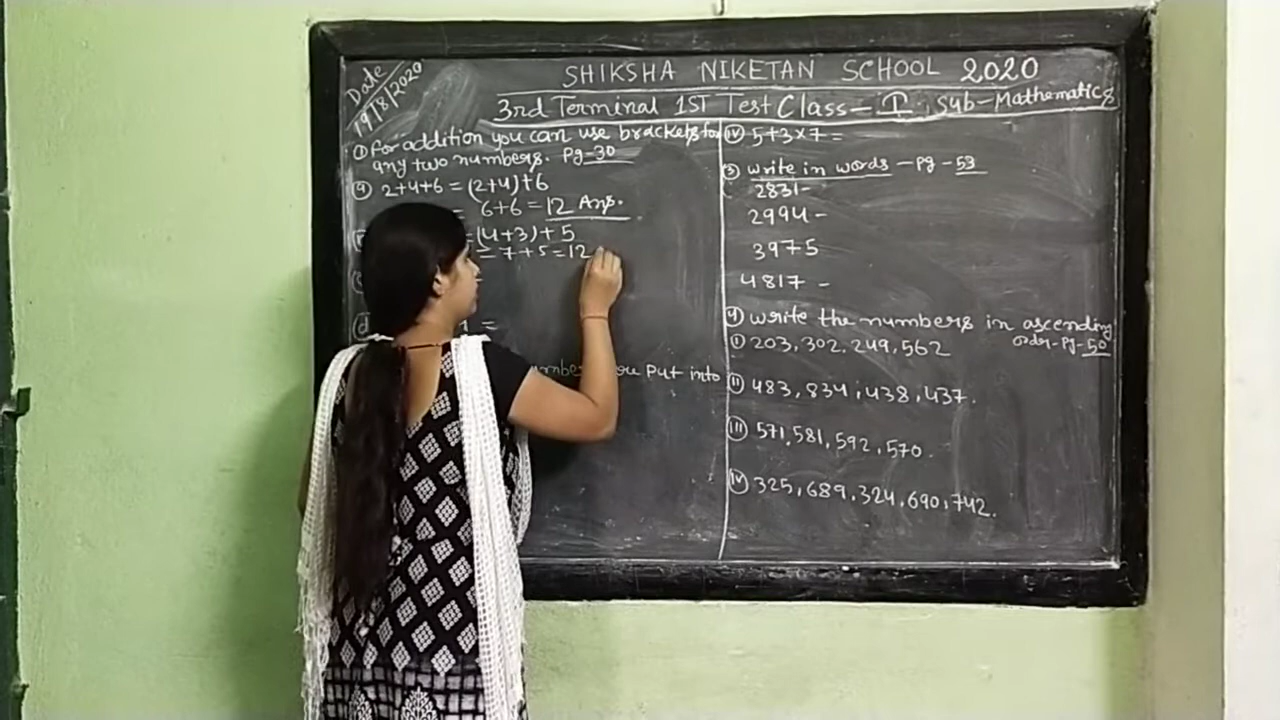 Date
19/8/2020
SHIKSHA NIKETAN SCHOOL 2020
3rd Terminal 1ST Test Class - I Sub-Mathematics
① For addition you can use brackets for
any two numbers. Pg-30
ⓐ 2+4+6 = (2+4)+6
= 6+6 = 12 Ans.
= (4+3)+5
= 7+5=12
ⓓ =
Put into
(iv) 5+3×7=
③ write in words - pg - 53
2831-
2994-
3975
4817 -
④ write the numbers in ascending
order-Pg-50
(i) 203, 302, 249, 562
(ii) 483, 834, 438, 437.
(iii) 571, 581, 592, 570.
(iv) 325, 689, 324, 690, 742.